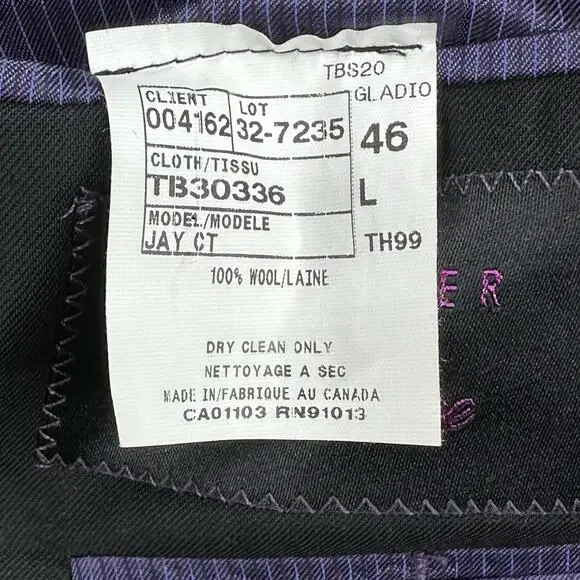 TBS20
CLIENT LOT GLADIO
004162 32-7235 46
CLOTH/TISSU
TB30336 L
MODEL/MODELE
JAY CT TH99
100% WOOL/LAINE
ER
DRY CLEAN ONLY
NETTOYAGE A SEC
MADE IN/FABRIQUE AU CANADA
CA01103 RN91013